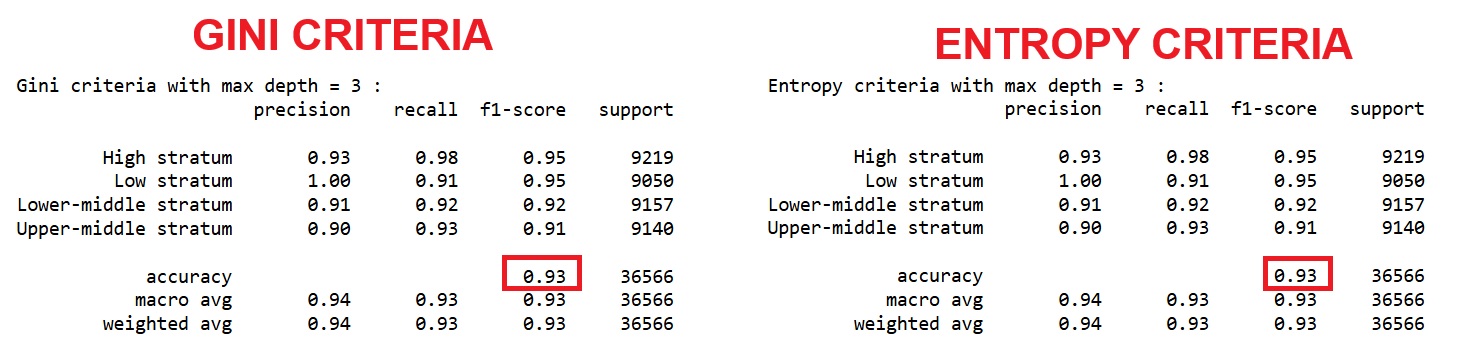 GINI CRITERIA
Gini criteria with max depth = 3 :
precision recall f1-score support
High stratum 0.93 0.98 0.95 9219
Low stratum 1.00 0.91 0.95 9050
Lower-middle stratum 0.91 0.92 0.92 9157
Upper-middle stratum 0.90 0.93 0.91 9140
accuracy 0.93 36566
macro avg 0.94 0.93 0.93 36566
weighted avg 0.94 0.93 0.93 36566
ENTROPY CRITERIA
Entropy criteria with max depth = 3 :
precision recall f1-score support
High stratum 0.93 0.98 0.95 9219
Low stratum 1.00 0.91 0.95 9050
Lower-middle stratum 0.91 0.92 0.92 9157
Upper-middle stratum 0.90 0.93 0.91 9140
accuracy 0.93 36566
macro avg 0.94 0.93 0.93 36566
weighted avg 0.94 0.93 0.93 36566